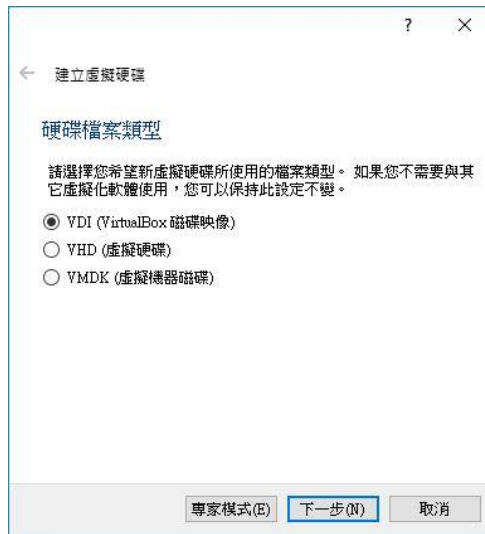 建立虛擬硬碟
硬碟檔案類型
請選擇您希望新虛擬硬碟所使用的檔案類型。 如果您不需要與其
它虛擬化軟體使用，您可以保持此設定不變。
VDI (VirtualBox 磁碟映像)
VHD (虛擬硬碟)
VMDK (虛擬機器磁碟)
專家模式(E) 下一步(N) 取消